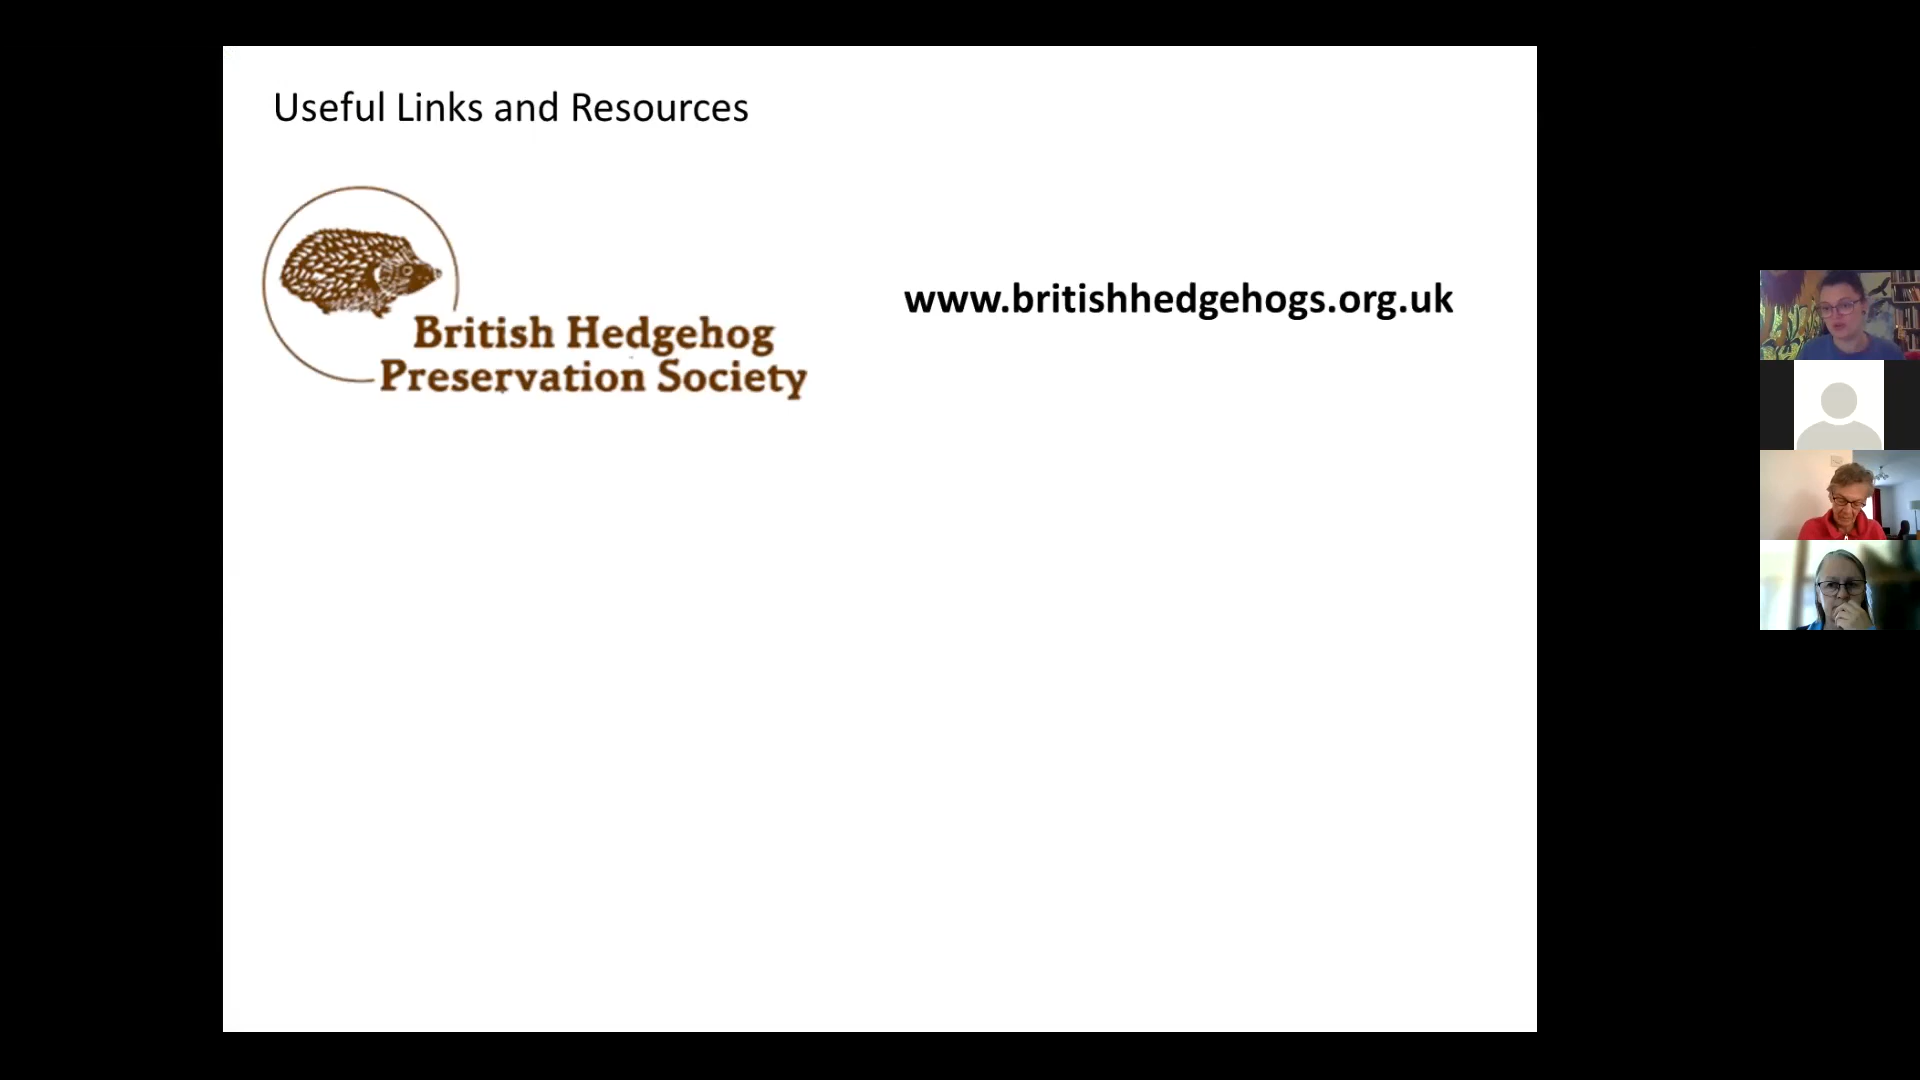 Useful Links and Resources
British Hedgehog
Preservation Society
www.britishhedgehogs.org.uk